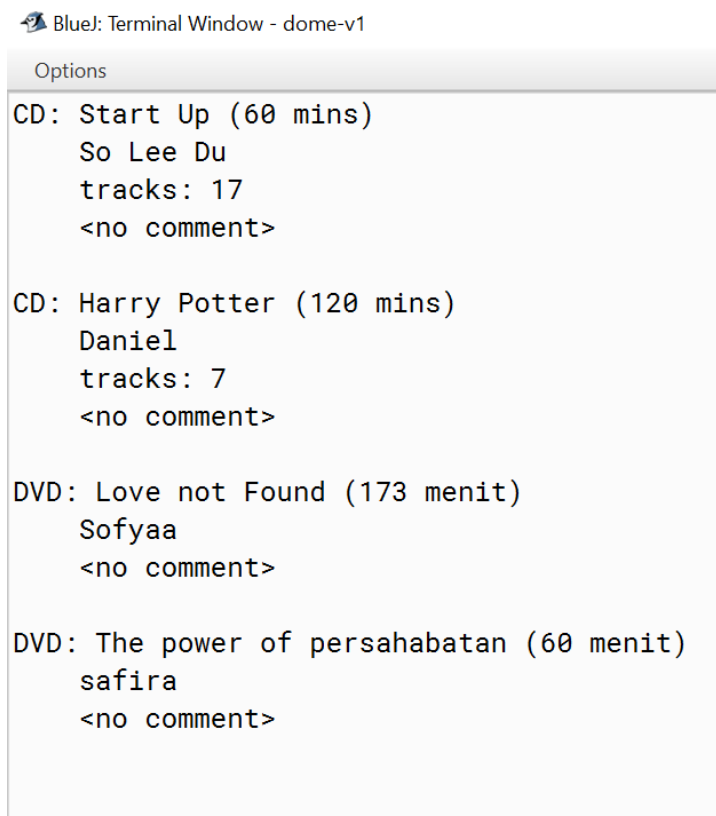 BlueJ: Terminal Window - dome-v1
Options
CD: Start Up (60 mins)
    So Lee Du
    tracks: 17
    <no comment>

CD: Harry Potter (120 mins)
    Daniel
    tracks: 7
    <no comment>

DVD: Love not Found (173 menit)
    Sofyaa
    <no comment>

DVD: The power of persahabatan (60 menit)
    safira
    <no comment>